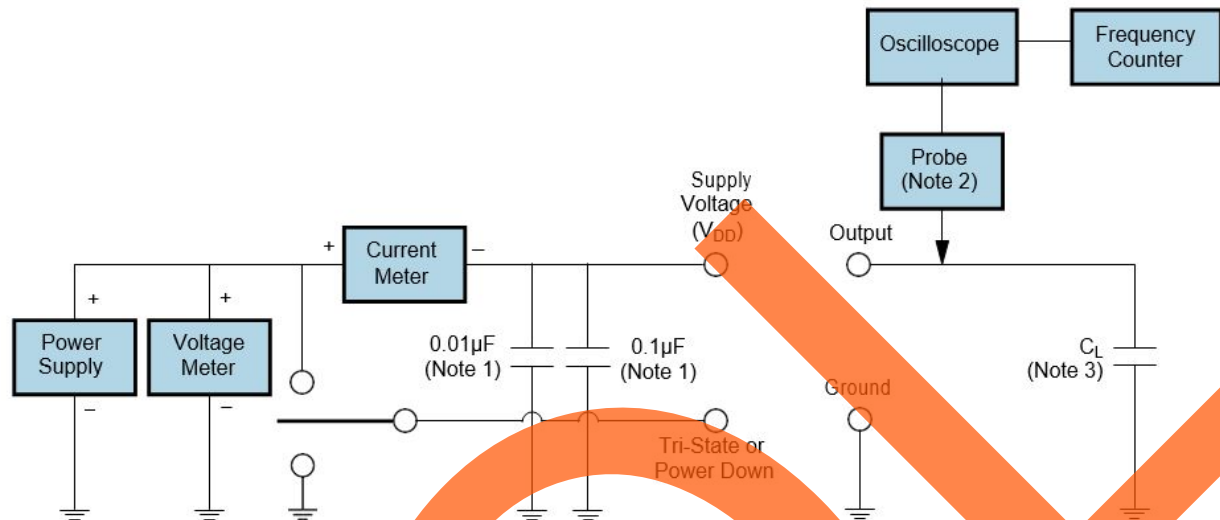 Oscilloscope
Frequency
Counter
Probe
(Note 2)
Supply
Voltage
(VDD)
Output
+
Current
Meter
–
+
Power
Supply
–
+
Voltage
Meter
–
0.01µF
(Note 1)
0.1µF
(Note 1)
CL
(Note 3)
Ground
Tri-State or
Power Down